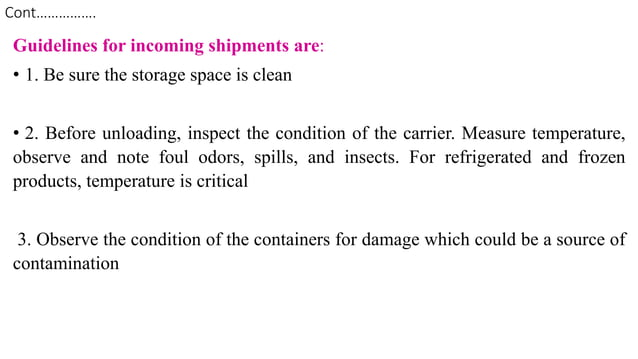 Cont…………….
Guidelines for incoming shipments are:
• 1. Be sure the storage space is clean
• 2. Before unloading, inspect the condition of the carrier. Measure temperature,
observe and note foul odors, spills, and insects. For refrigerated and frozen
products, temperature is critical
3. Observe the condition of the containers for damage which could be a source of
contamination